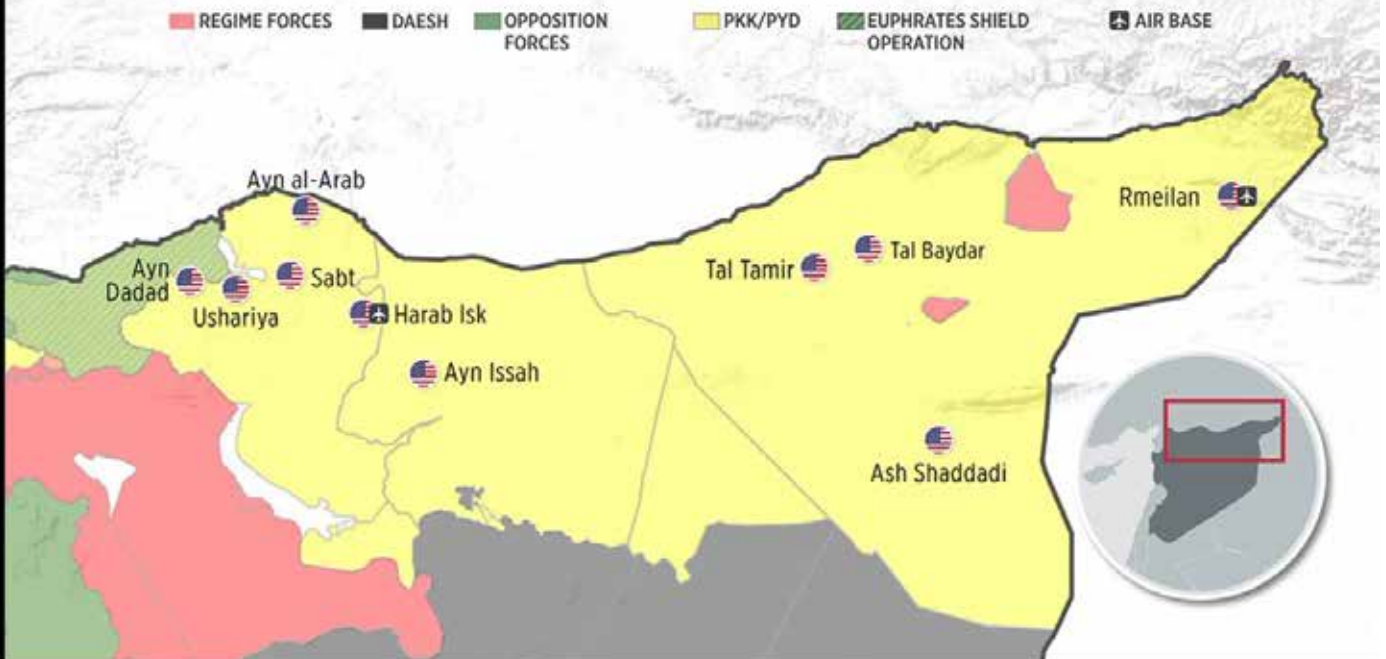 REGIME FORCES
DAESH
OPPOSITION
FORCES
PKK/PYD
EUPHRATES SHIELD
OPERATION
AIR BASE
Ayn al-Arab
Rmeilan
Ayn
Dadad
Sabt
Tal Tamir
Tal Baydar
Ushariya
Harab Isk
Ayn Issah
Ash Shaddadi